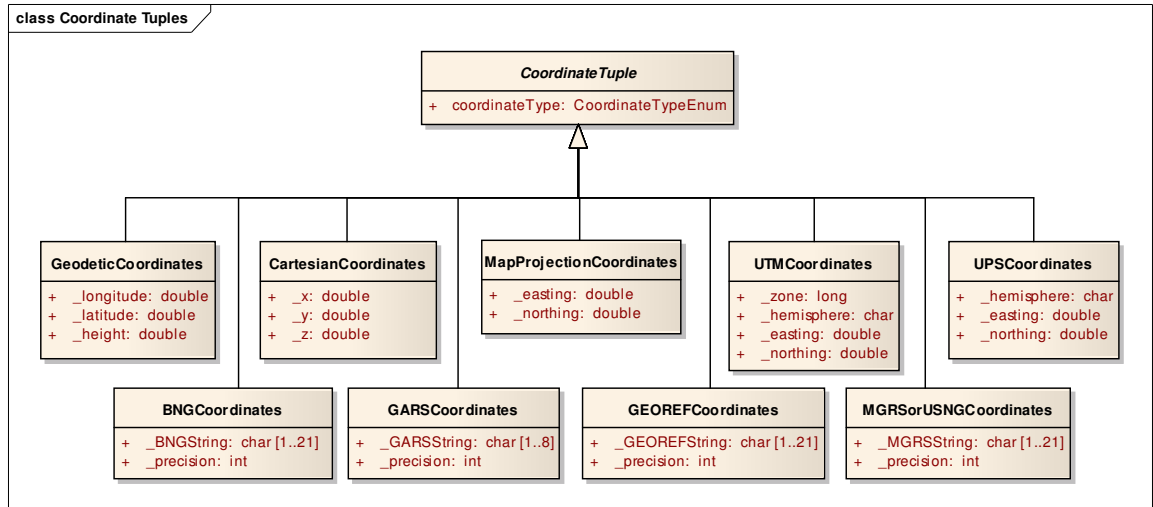 class Coordinate Tuples
CoordinateTuple
+ coordinateType: CoordinateTypeEnum
GeodeticCoordinates
+ _longitude: double
+ _latitude: double
+ _height: double
CartesianCoordinates
+ _x: double
+ _y: double
+ _z: double
MapProjectionCoordinates
+ _easting: double
+ _northing: double
UTMCoordinates
+ _zone: long
+ _hemisphere: char
+ _easting: double
+ _northing: double
UPSCoordinates
+ _hemisphere: char
+ _easting: double
+ _northing: double
BNGCoordinates
+ _BNGString: char [1..21]
+ _precision: int
GARSCoordinates
+ _GARSString: char [1..8]
+ _precision: int
GEOREFCoordinates
+ _GEOREFString: char [1..21]
+ _precision: int
MGRSorUSNGCoordinates
+ _MGRSString: char [1..21]
+ _precision: int